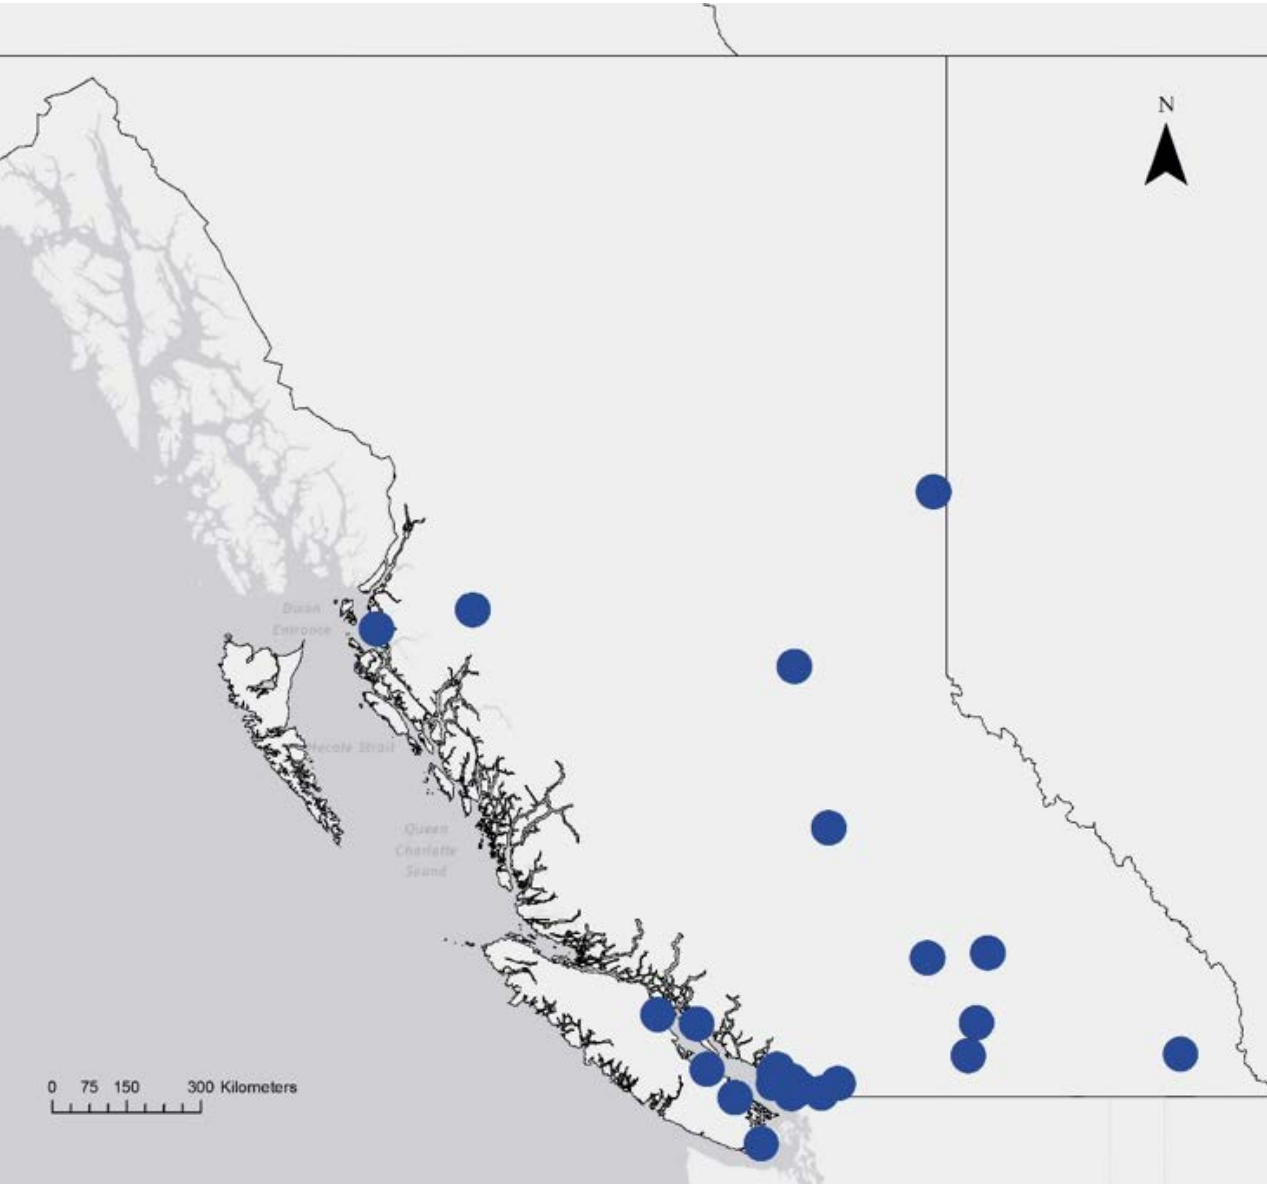 N
Dixon
Entrance
Hecate Strait
Queen
Charlotte
Sound
0 75 150 300 Kilometers